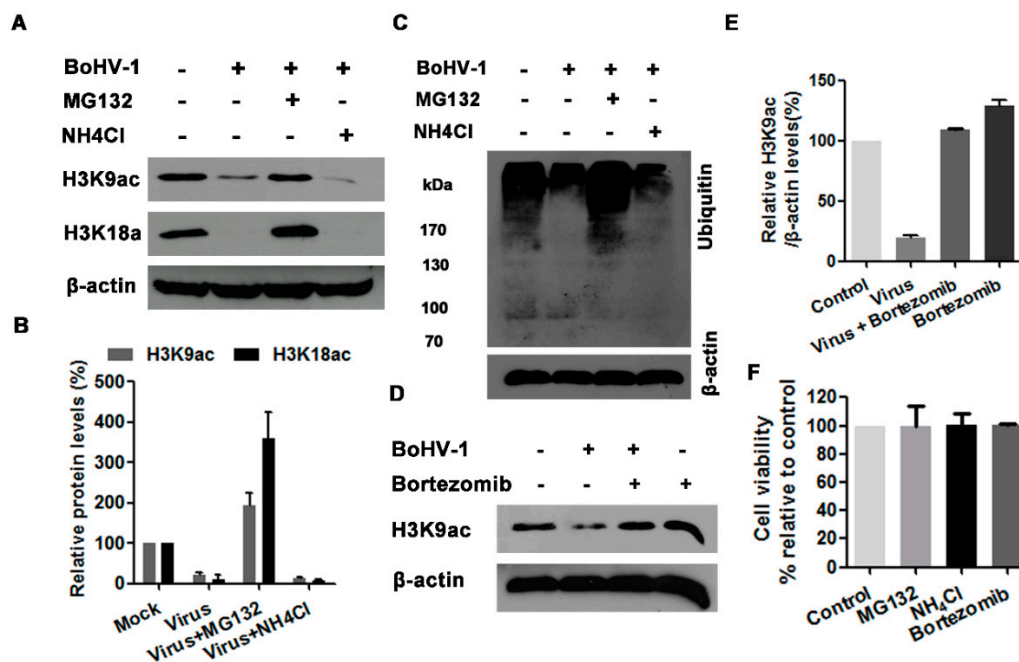 A
BoHV-1 - + + +
MG132 - - + -
NH4Cl - - - +
H3K9ac
H3K18a
β-actin
B
H3K9ac H3K18ac
Relative protein levels (%)
500
400
300
200
100
0
Mock
Virus
Virus+MG132
Virus+NH4Cl
C
BoHV-1 - + + +
MG132 - - + -
NH4Cl - - - +
kDa
170
130
100
70
Ubiquitin
β-actin
D
BoHV-1 - + + -
Bortezomib - - + +
H3K9ac
β-actin
E
Relative H3K9ac
/β-actin levels(%)
150
100
50
0
Control
Virus
Virus + Bortezomib
Bortezomib
F
Cell viability
% relative to control
120
100
80
60
40
20
0
Control
MG132
NH₄Cl
Bortezomib